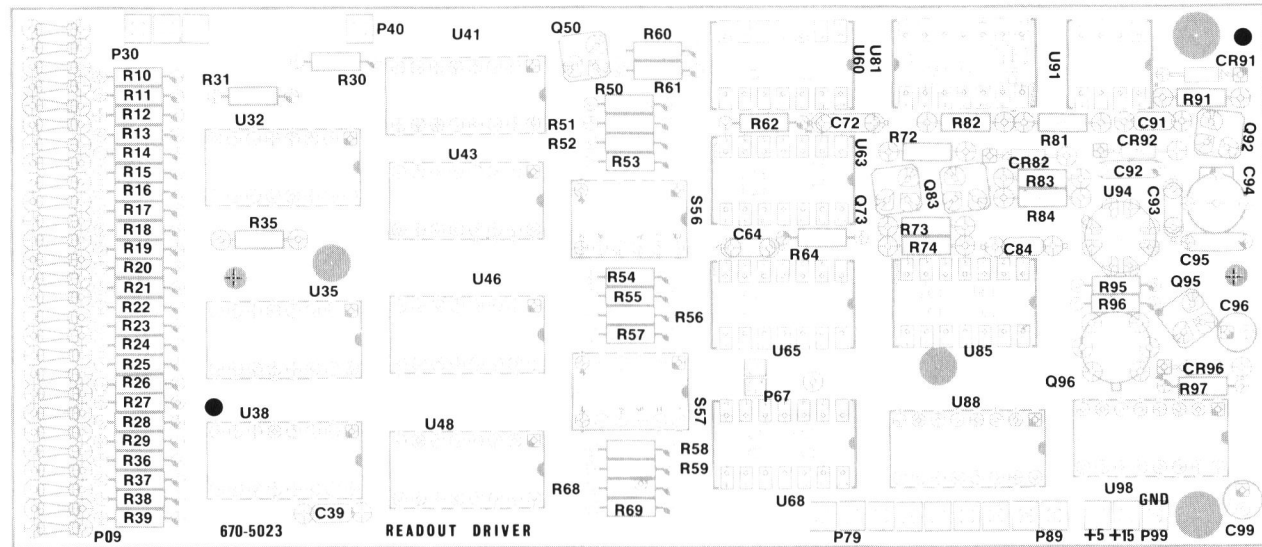 P30
P40
U41
Q50
R60
R61
U60
U81
U91
CR91
R10
R11
R12
R13
R14
R15
R16
R17
R18
R19
R20
R21
R22
R23
R24
R25
R26
R27
R28
R29
R36
R37
R38
R39
P09
R31
R30
U32
R35
U35
U38
C39
670-5023
READOUT DRIVER
U43
U46
U48
R50
R51
R52
R53
S56
R54
R55
R56
R57
S57
R58
R59
R68
R69
R62
C72
U63
Q73
C64
R64
U65
P67
U68
P79
R72
R82
R81
C91
R91
CR82
CR92
Q92
R83
C92
Q83
R84
U94
C93
C94
R73
R74
C84
C95
U85
R95
R96
Q95
C96
Q96
CR96
R97
U88
U98
GND
P89
+5 +15
P99
C99